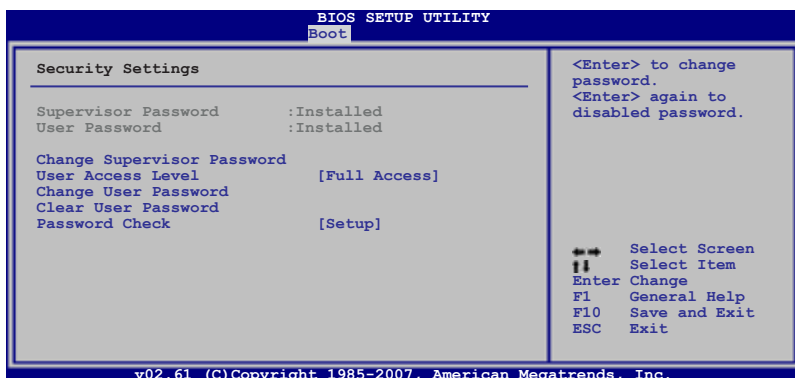 BIOS SETUP UTILITY
Boot
Security Settings
Supervisor Password :Installed
User Password :Installed
Change Supervisor Password
User Access Level [Full Access]
Change User Password
Clear User Password
Password Check [Setup]
<Enter> to change
password.
<Enter> again to
disabled password.
Select Screen
Select Item
Enter Change
F1 General Help
F10 Save and Exit
ESC Exit
v02.61 (C)Copyright 1985-2007, American Megatrends, Inc.